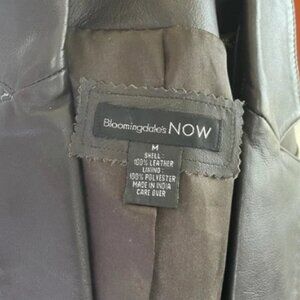 Bloomingdale's NOW
M
SHELL:
100% LEATHER
LINING:
100% POLYESTER
MADE IN INDIA
CARE OVER